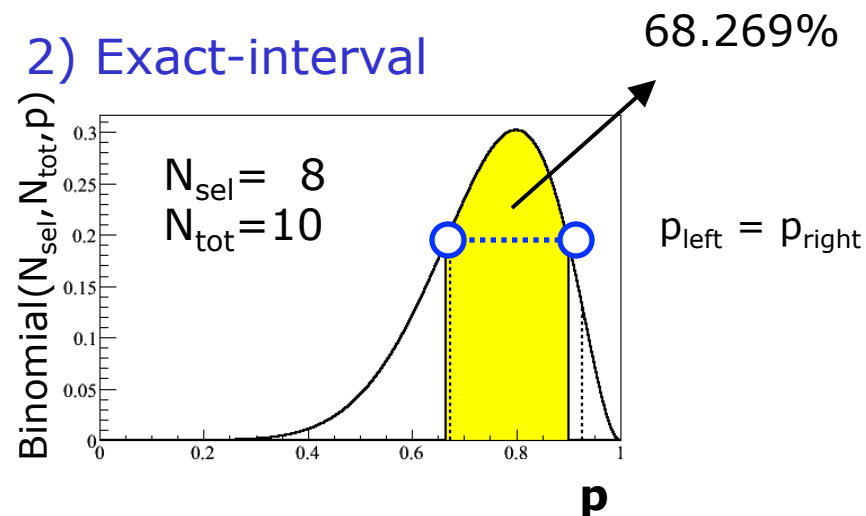 68.269%
2) Exact-interval
Binomial(N_sel,N_tot,p)
0.3
0.25
0.2
0.15
0.1
0.05
0
N_sel= 8
N_tot=10
p_left = p_right
0
0.2
0.4
0.6
0.8
1
p